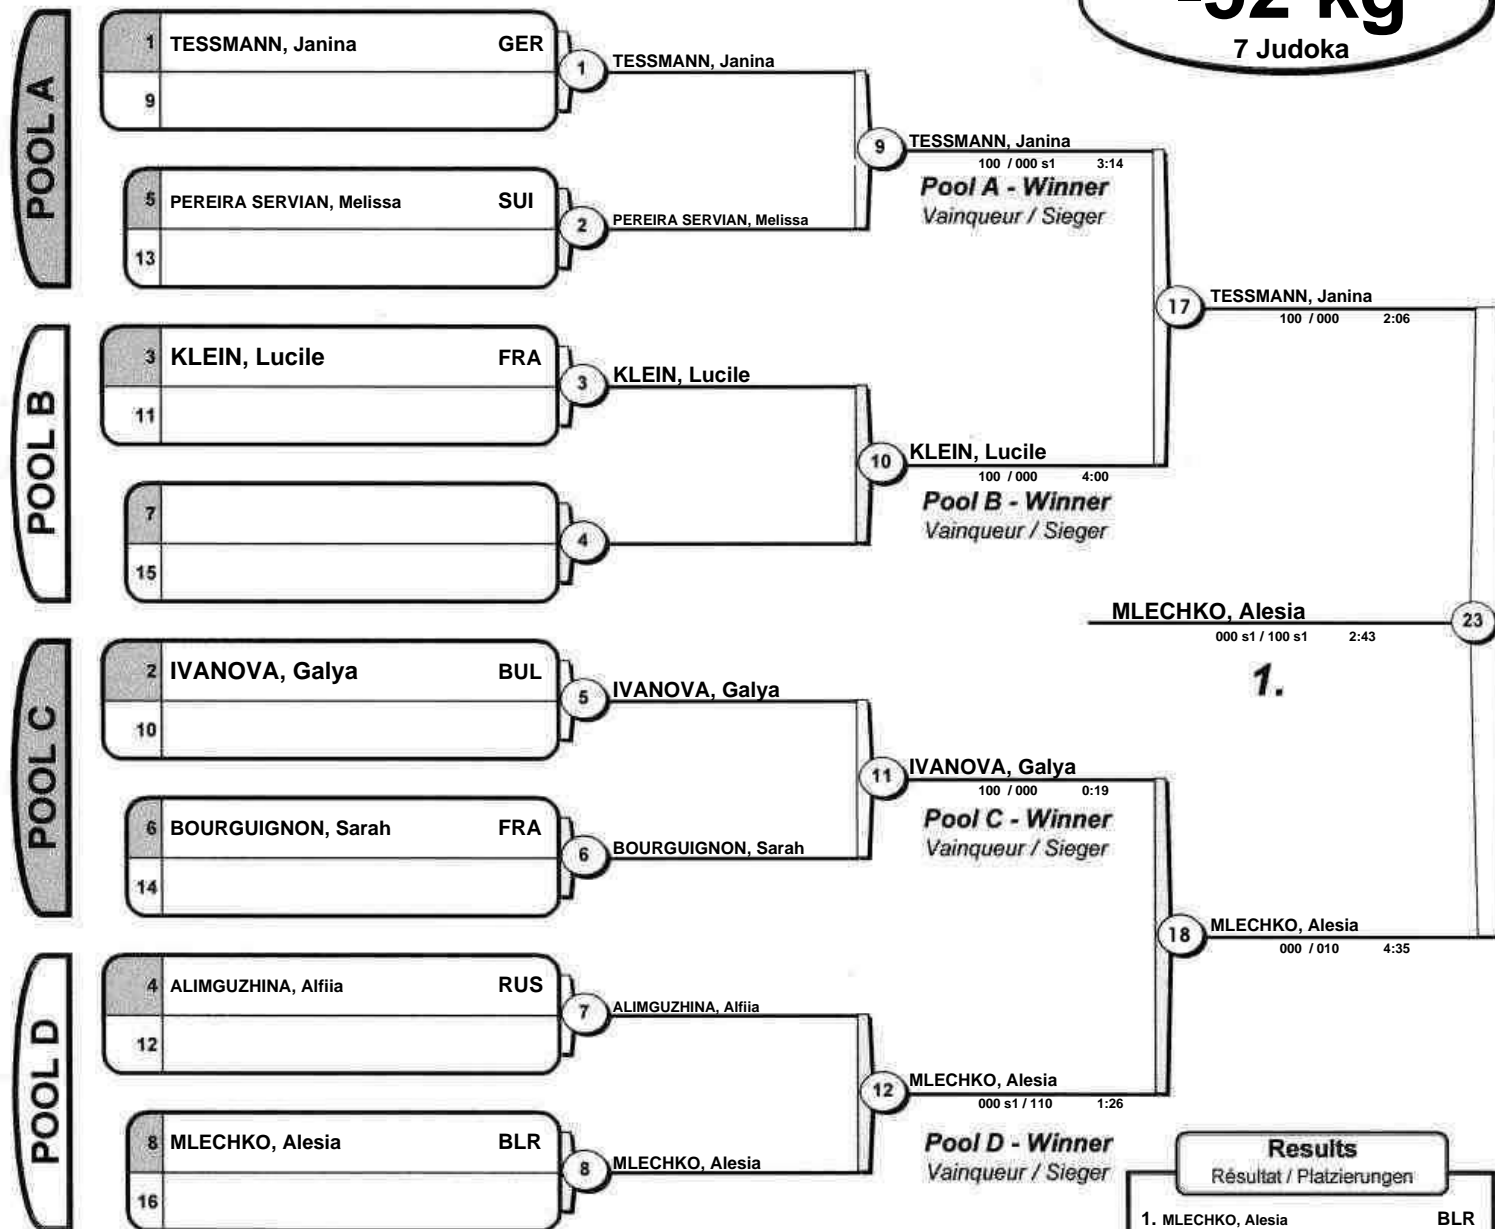 -52 kg
7 Judoka
POOL A
1 TESSMANN, Janina GER
9
1 TESSMANN, Janina
5 PEREIRA SERVIAN, Melissa SUI
13
2 PEREIRA SERVIAN, Melissa
9 TESSMANN, Janina
100 / 000 s1 3:14
Pool A - Winner
Vainqueur / Sieger
POOL B
3 KLEIN, Lucile FRA
11
3 KLEIN, Lucile
7
15
4
10 KLEIN, Lucile
100 / 000 4:00
Pool B - Winner
Vainqueur / Sieger
17 TESSMANN, Janina
100 / 000 2:06
MLECHKO, Alesia 23
000 s1 / 100 s1 2:43
1.
POOL C
2 IVANOVA, Galya BUL
10
5 IVANOVA, Galya
6 BOURGUIGNON, Sarah FRA
14
6 BOURGUIGNON, Sarah
11 IVANOVA, Galya
100 / 000 0:19
Pool C - Winner
Vainqueur / Sieger
POOL D
4 ALIMGUZHINA, Alfiia RUS
12
7 ALIMGUZHINA, Alfiia
8 MLECHKO, Alesia BLR
16
8 MLECHKO, Alesia
12 MLECHKO, Alesia
000 s1 / 110 1:26
Pool D - Winner
Vainqueur / Sieger
18 MLECHKO, Alesia
000 / 010 4:35
Results
Résultat / Platzierungen
1. MLECHKO, Alesia BLR